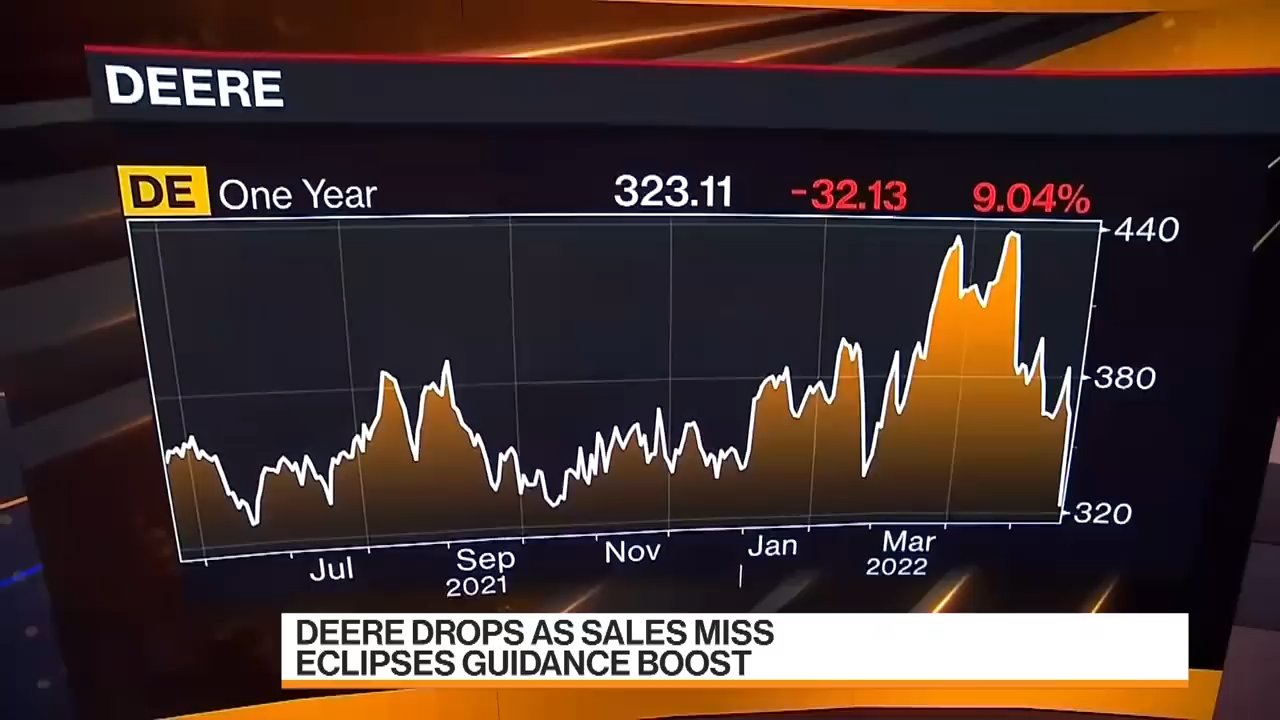 DEERE
DE One Year 323.11 -32.13 9.04%
440
380
320
Jul Sep Nov Jan Mar
2021 2022
DEERE DROPS AS SALES MISS
ECLIPSES GUIDANCE BOOST